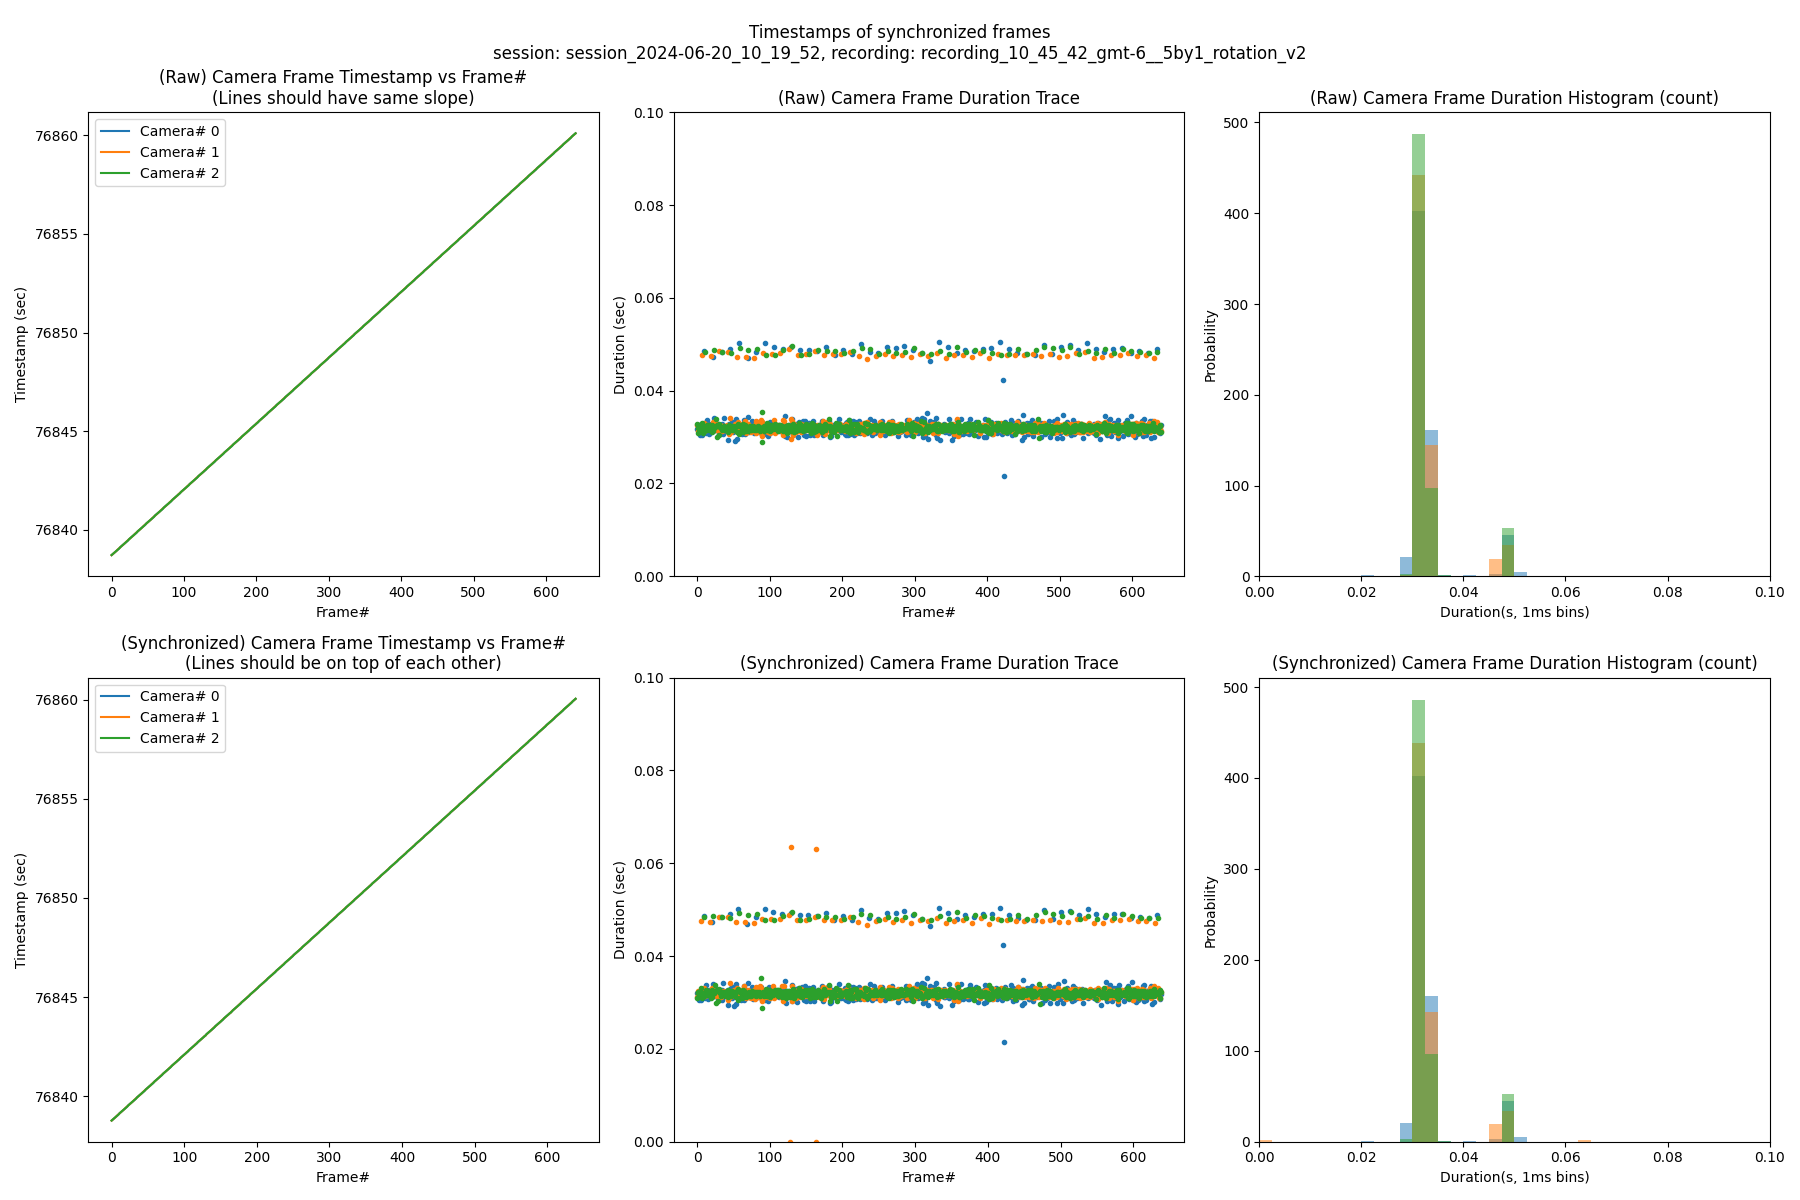 Timestamps of synchronized frames
session: session_2024-06-20_10_19_52, recording: recording_10_45_42_gmt-6__5by1_rotation_v2
(Raw) Camera Frame Timestamp vs Frame#
(Lines should have same slope)
76860
76855
76850
76845
76840
Timestamp (sec)
Camera# 0
Camera# 1
Camera# 2
0 100 200 300 400 500 600
Frame#
(Raw) Camera Frame Duration Trace
0.10
0.08
0.06
0.04
0.02
0.00
Duration (sec)
0 100 200 300 400 500 600
Frame#
(Raw) Camera Frame Duration Histogram (count)
500
400
300
200
100
0
Probability
0.00 0.02 0.04 0.06 0.08 0.10
Duration(s, 1ms bins)
(Synchronized) Camera Frame Timestamp vs Frame#
(Lines should be on top of each other)
76860
76855
76850
76845
76840
Timestamp (sec)
Camera# 0
Camera# 1
Camera# 2
0 100 200 300 400 500 600
Frame#
(Synchronized) Camera Frame Duration Trace
0.10
0.08
0.06
0.04
0.02
0.00
Duration (sec)
0 100 200 300 400 500 600
Frame#
(Synchronized) Camera Frame Duration Histogram (count)
500
400
300
200
100
0
Probability
0.00 0.02 0.04 0.06 0.08 0.10
Duration(s, 1ms bins)